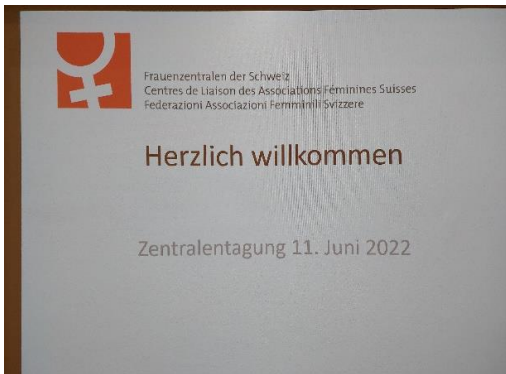 Frauenzentralen der Schweiz
Centres de Liaison des Associations Féminines Suisses
Federazioni Associazioni Femminili Svizzere
Herzlich willkommen
Zentralentagung 11. Juni 2022